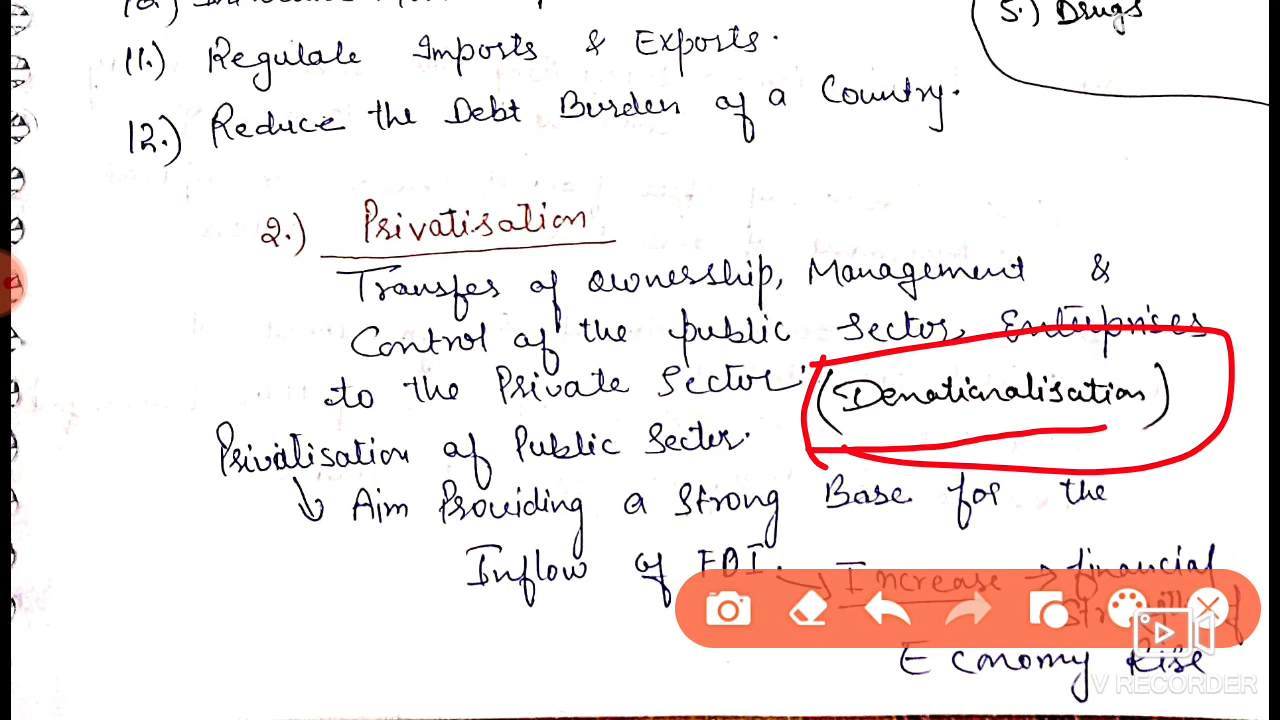 5.) Drugs
11.) Regulate Imports & Exports.
12.) Reduce the Debt Burden of a Country.
2.) Privatisation
Transfer of ownership, Management &
Control of the public Sector Enterprises
to the Private Sector. (Denationalisation)
Privatisation of Public Sector.
↳ Aim Providing a Strong Base for the
Inflow of FDI. → Increase → financial
Economy Rise
V RECORDER